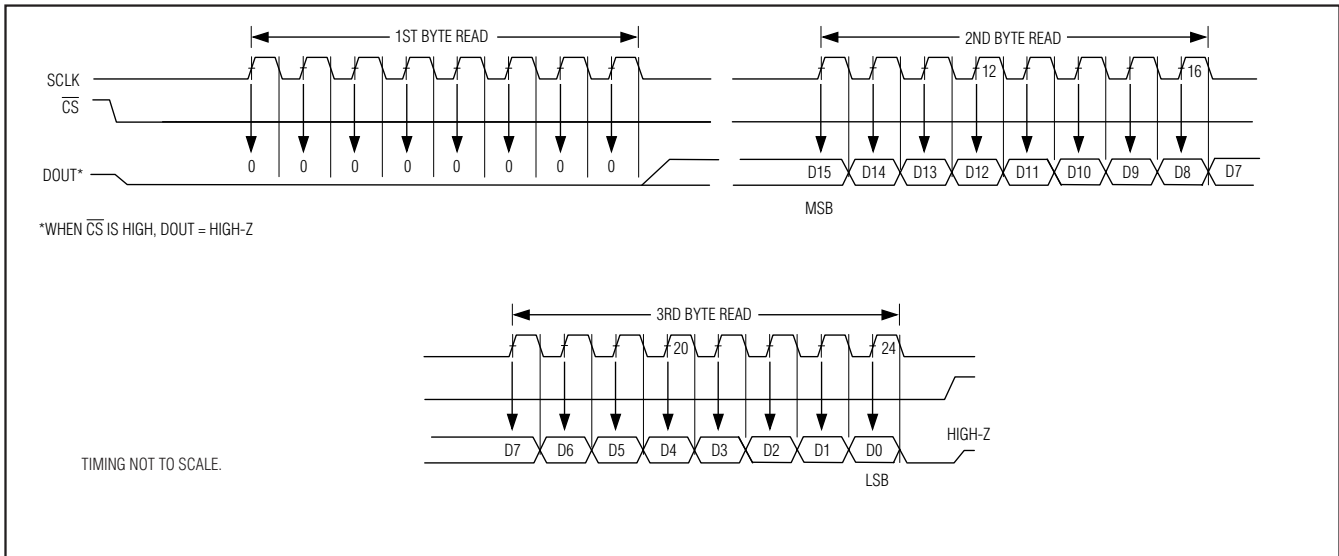 1ST BYTE READ
2ND BYTE READ
SCLK
12
16
C̅S̅
0 0 0 0 0 0 0 0
DOUT*
D15 D14 D13 D12 D11 D10 D9 D8 D7
MSB
*WHEN C̅S̅ IS HIGH, DOUT = HIGH-Z
3RD BYTE READ
20
24
HIGH-Z
D7 D6 D5 D4 D3 D2 D1 D0
TIMING NOT TO SCALE.
LSB